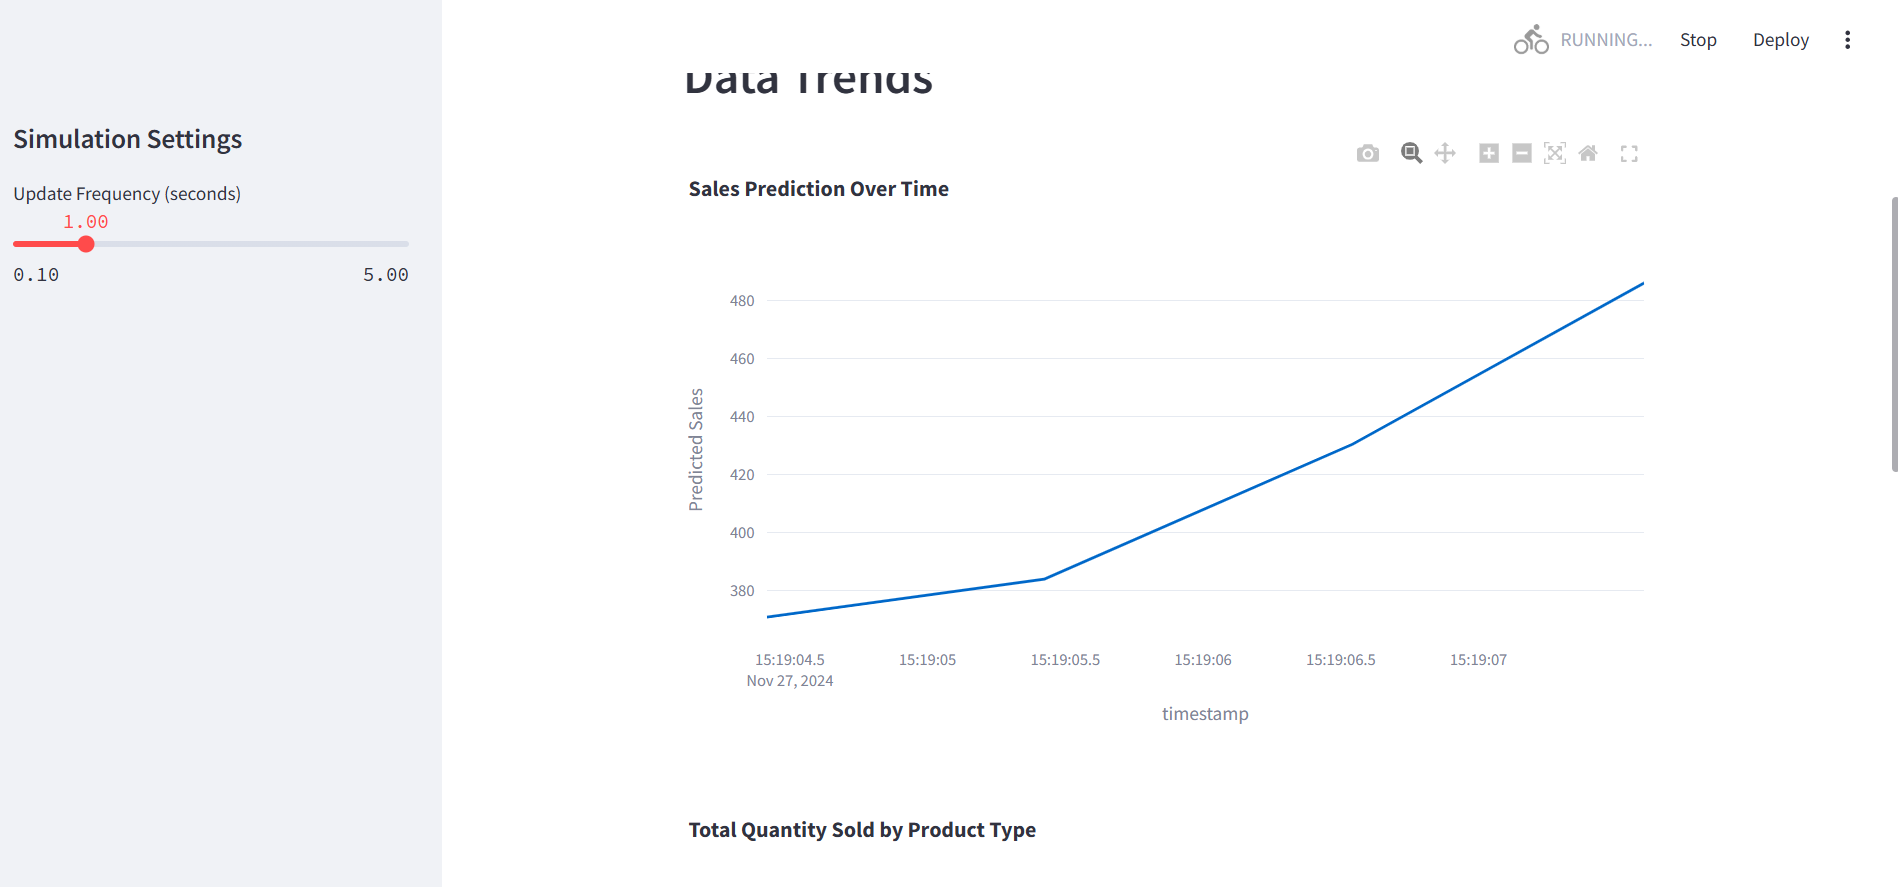 RUNNING...
Stop
Deploy
Data Trends
Simulation Settings
Update Frequency (seconds)
1.00
0.10
5.00
Sales Prediction Over Time
480
460
440
420
400
380
Predicted Sales
15:19:04.5
Nov 27, 2024
15:19:05
15:19:05.5
15:19:06
15:19:06.5
15:19:07
timestamp
Total Quantity Sold by Product Type